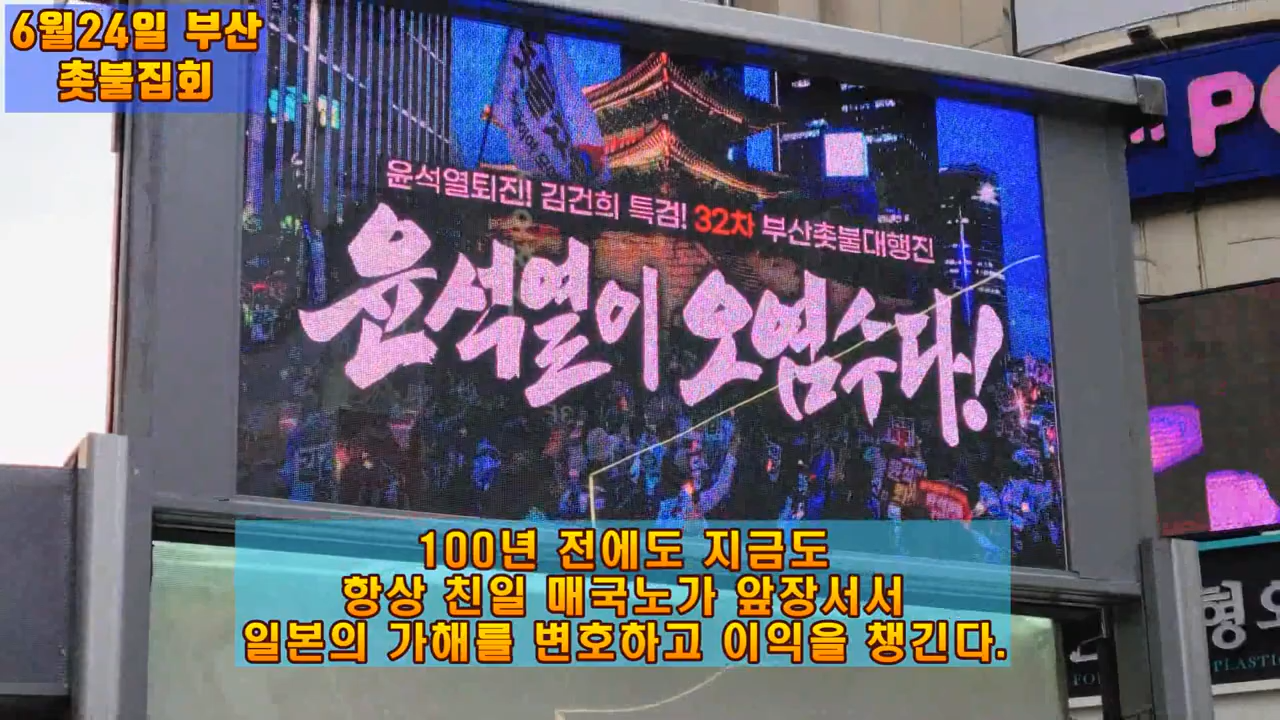 6월24일 부산
촛불집회
윤석열퇴진! 김건희 특검! 32차 부산촛불대행진
윤석열이 오염수다!
100년 전에도 지금도
항상 친일 매국노가 앞장서서
일본의 가해를 변호하고 이익을 챙긴다.
PO
형외
PLASTI